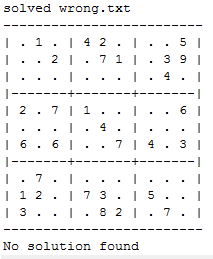 solved wrong.txt
-------------------------
| . 1 . | 4 2 . | . . 5 |
| . . 2 | . 7 1 | . 3 9 |
| . . . | . . . | . 4 . |
|-------+-------+-------|
| 2 . 7 | 1 . . | . . 6 |
| . . . | . 4 . | . . . |
| 6 . 6 | . . 7 | 4 . 3 |
|-------+-------+-------|
| . 7 . | . . . | . . . |
| 1 2 . | 7 3 . | 5 . . |
| 3 . . | . 8 2 | . 7 . |
-------------------------
No solution found